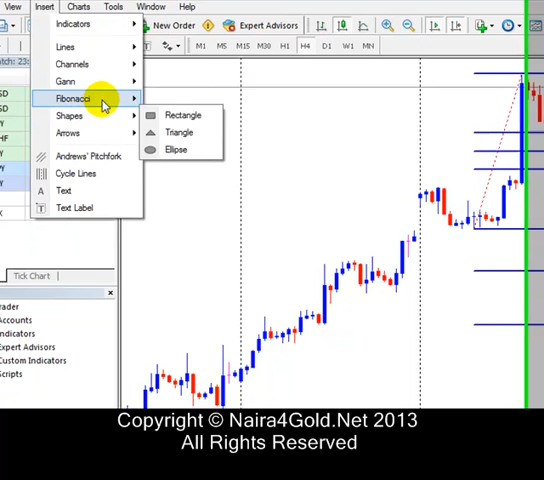 View Insert Charts Tools Window Help
New Order Expert Advisors
M1 M5 M15 M30 H1 H4 D1 W1 MN
Indicators
Lines
Channels
Gann
Fibonacci
Shapes
Arrows
Andrews' Pitchfork
Cycle Lines
Text
Text Label
Rectangle
Triangle
Ellipse
Tick Chart
Accounts
Expert Advisors
Custom Indicators
Copyright © Naira4Gold.Net 2013
All Rights Reserved